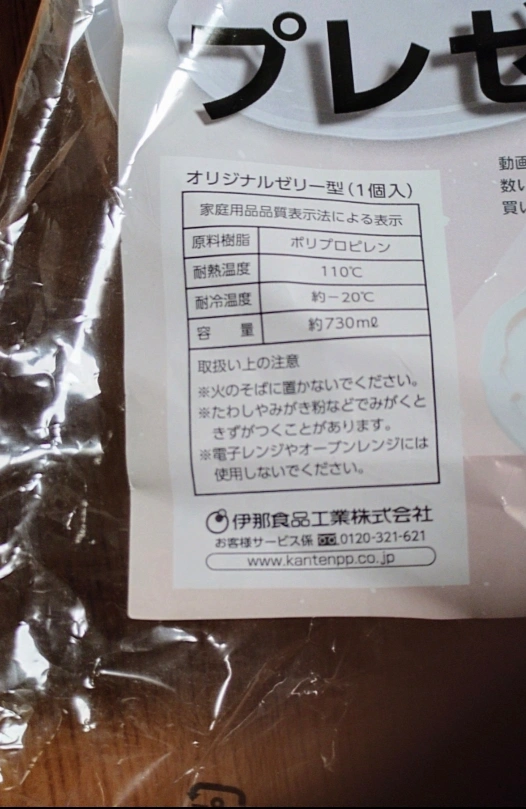 プレゼ
動画
数い
買い
オリジナルゼリー型(1個入)
家庭用品品質表示法による表示
原料樹脂 ポリプロピレン
耐熱温度 110℃
耐冷温度 約-20℃
容 量 約730mℓ
取扱い上の注意
※火のそばに置かないでください。
※たわしやみがき粉などでみがくと
きずがつくことがあります。
※電子レンジやオーブンレンジには
使用しないでください。
伊那食品工業株式会社
お客様サービス係 0120-321-621
www.kantenpp.co.jp